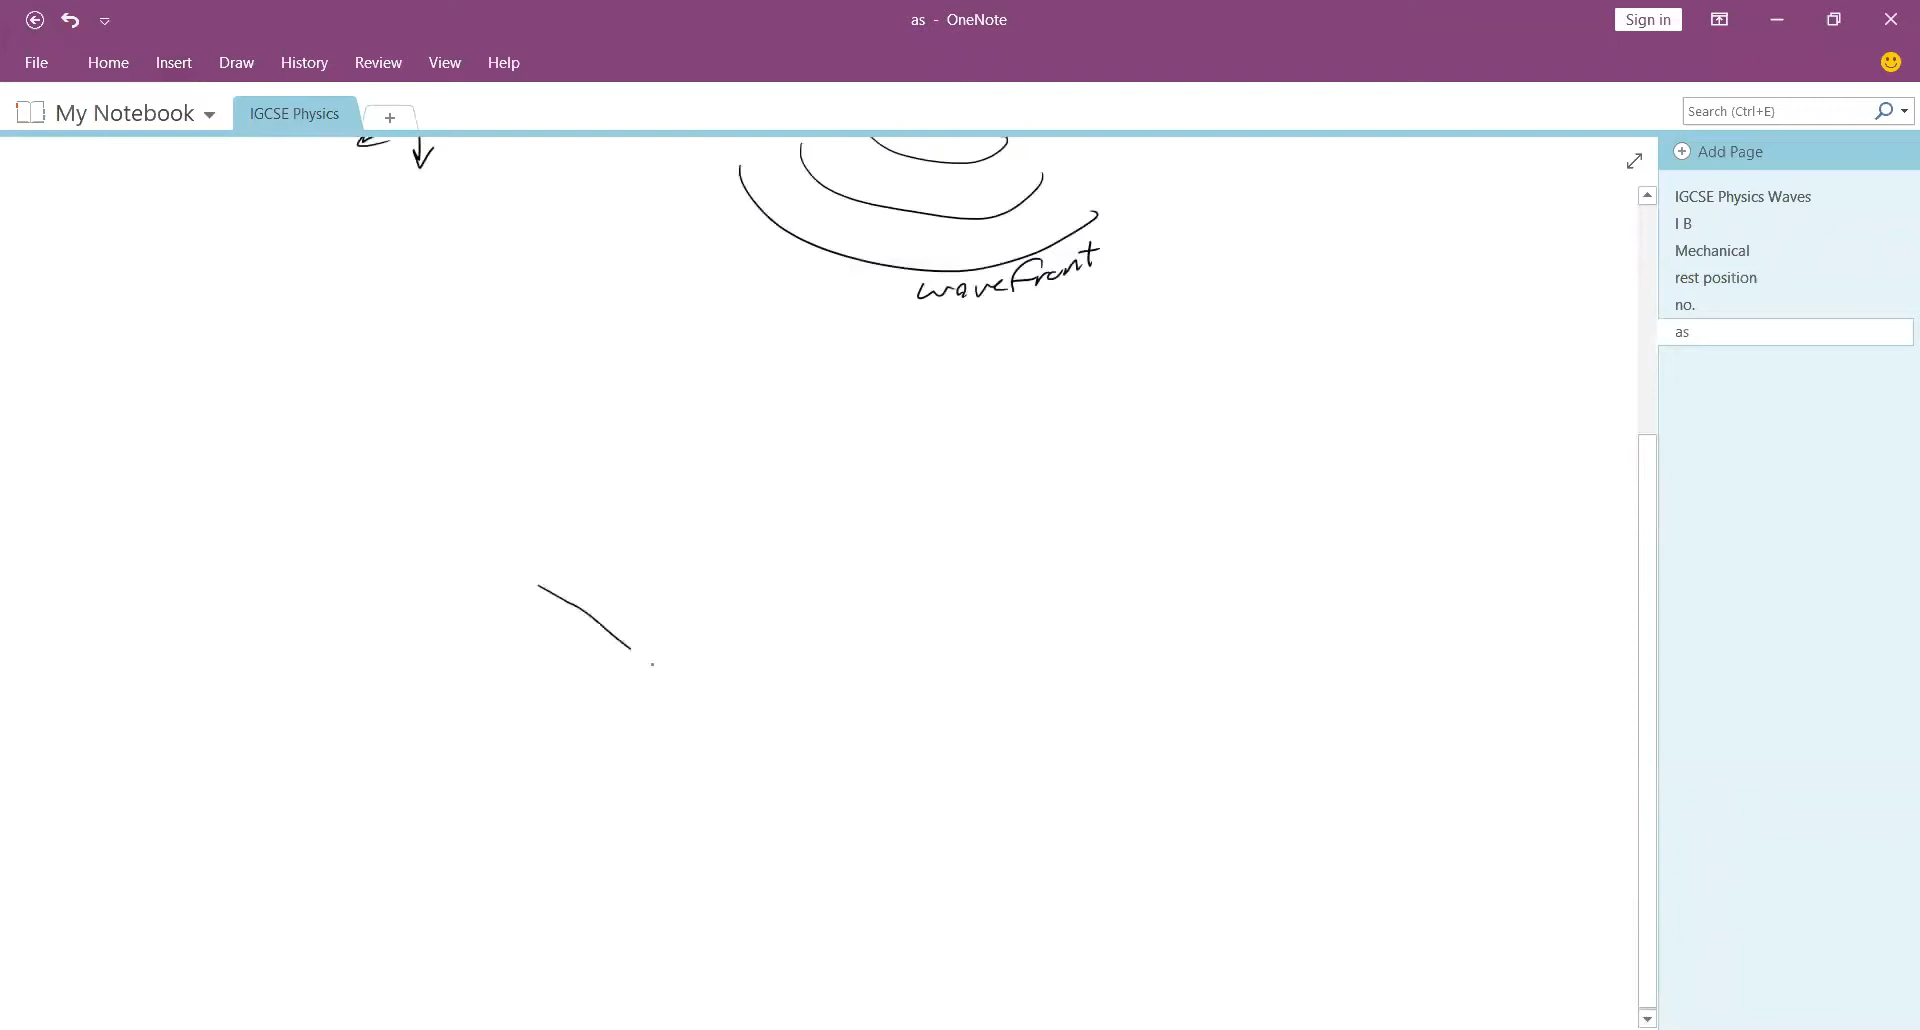 as - OneNote
Sign in
File Home Insert Draw History Review View Help
My Notebook IGCSE Physics
Search (Ctrl+E)
Add Page
IGCSE Physics Waves
I B
Mechanical
rest position
no.
as
wavefront